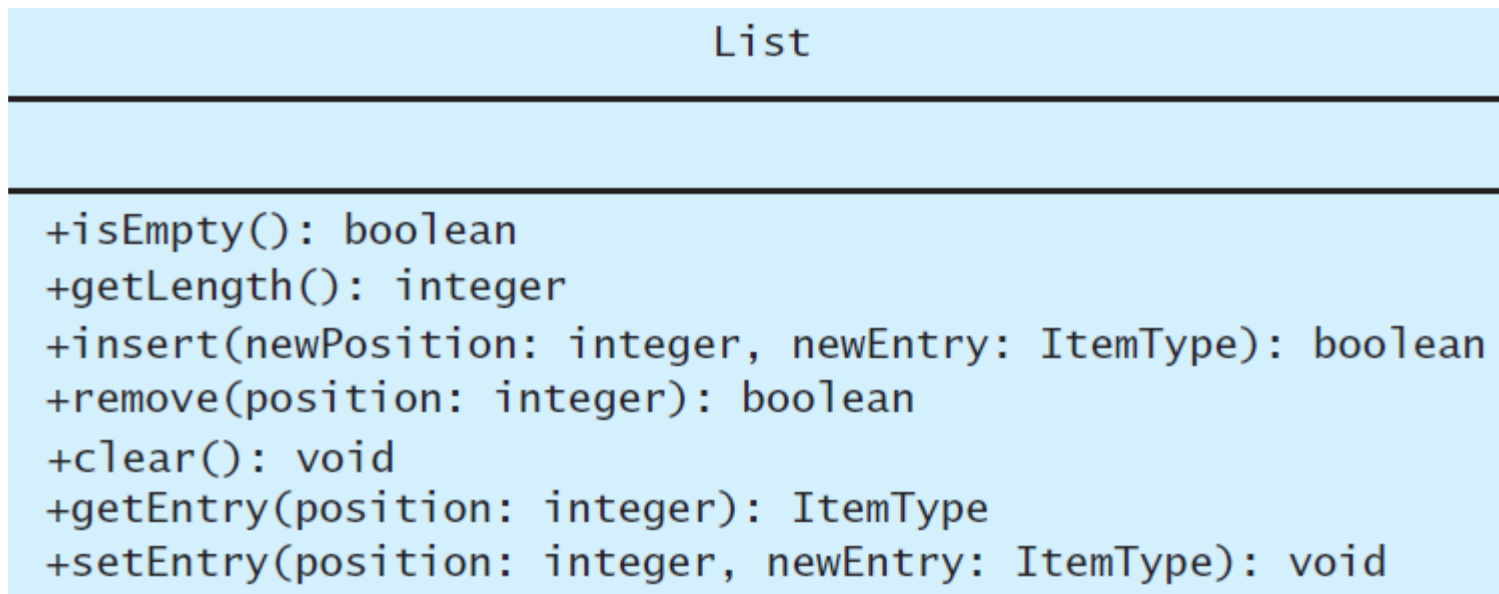 List
+isEmpty(): boolean
+getLength(): integer
+insert(newPosition: integer, newEntry: ItemType): boolean
+remove(position: integer): boolean
+clear(): void
+getEntry(position: integer): ItemType
+setEntry(position: integer, newEntry: ItemType): void